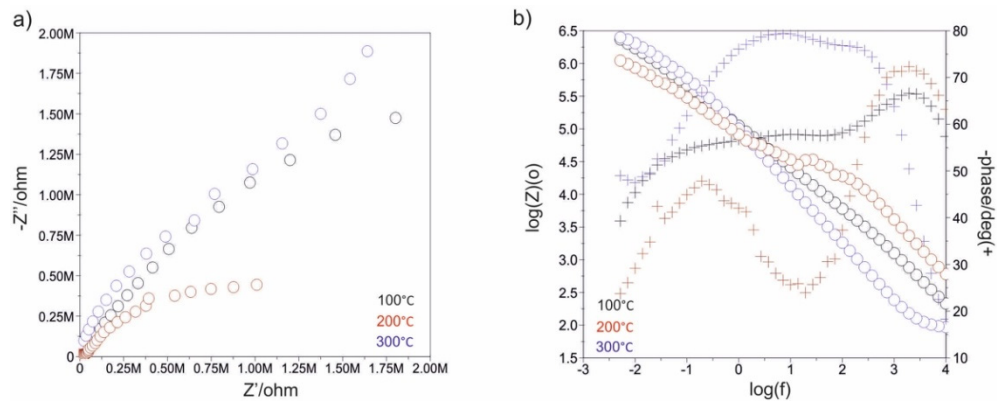 a)
2.00M
1.75M
1.50M
1.25M
1.00M
0.75M
0.50M
0.25M
0
-Z''/ohm
0 0.25M 0.50M 0.75M 1.00M 1.25M 1.50M 1.75M 2.00M
Z'/ohm
100°C
200°C
300°C
b)
6.5
6.0
5.5
5.0
4.5
4.0
3.5
3.0
2.5
2.0
1.5
log(Z)(o)
80
70
60
50
40
30
20
10
-phase/deg(+
-3 -2 -1 0 1 2 3 4
log(f)
100°C
200°C
300°C